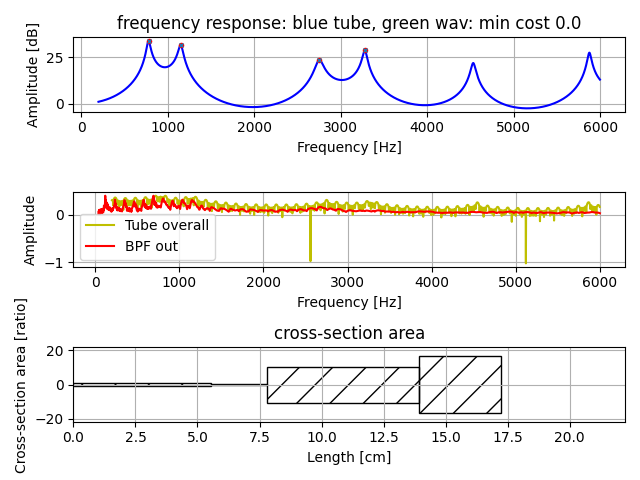 frequency response: blue tube, green wav: min cost 0.0
Amplitude [dB]
25
0
0 1000 2000 3000 4000 5000 6000
Frequency [Hz]
Amplitude
0
−1
Tube overall
BPF out
0 1000 2000 3000 4000 5000 6000
Frequency [Hz]
cross-section area
Cross-section area [ratio]
20
0
−20
0.0 2.5 5.0 7.5 10.0 12.5 15.0 17.5 20.0
Length [cm]